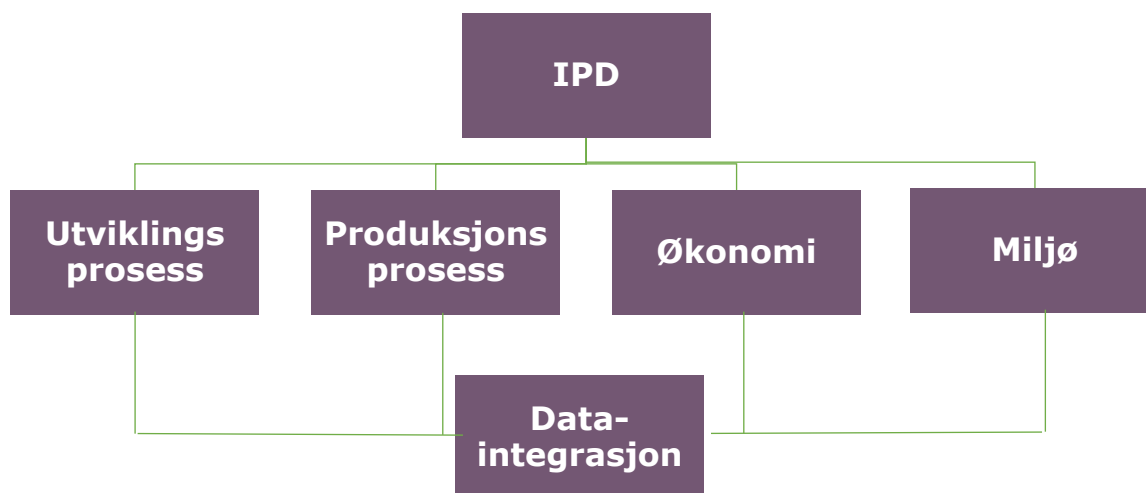 IPD
Utviklings
prosess
Produksjons
prosess
Økonomi
Miljø
Data-
integrasjon